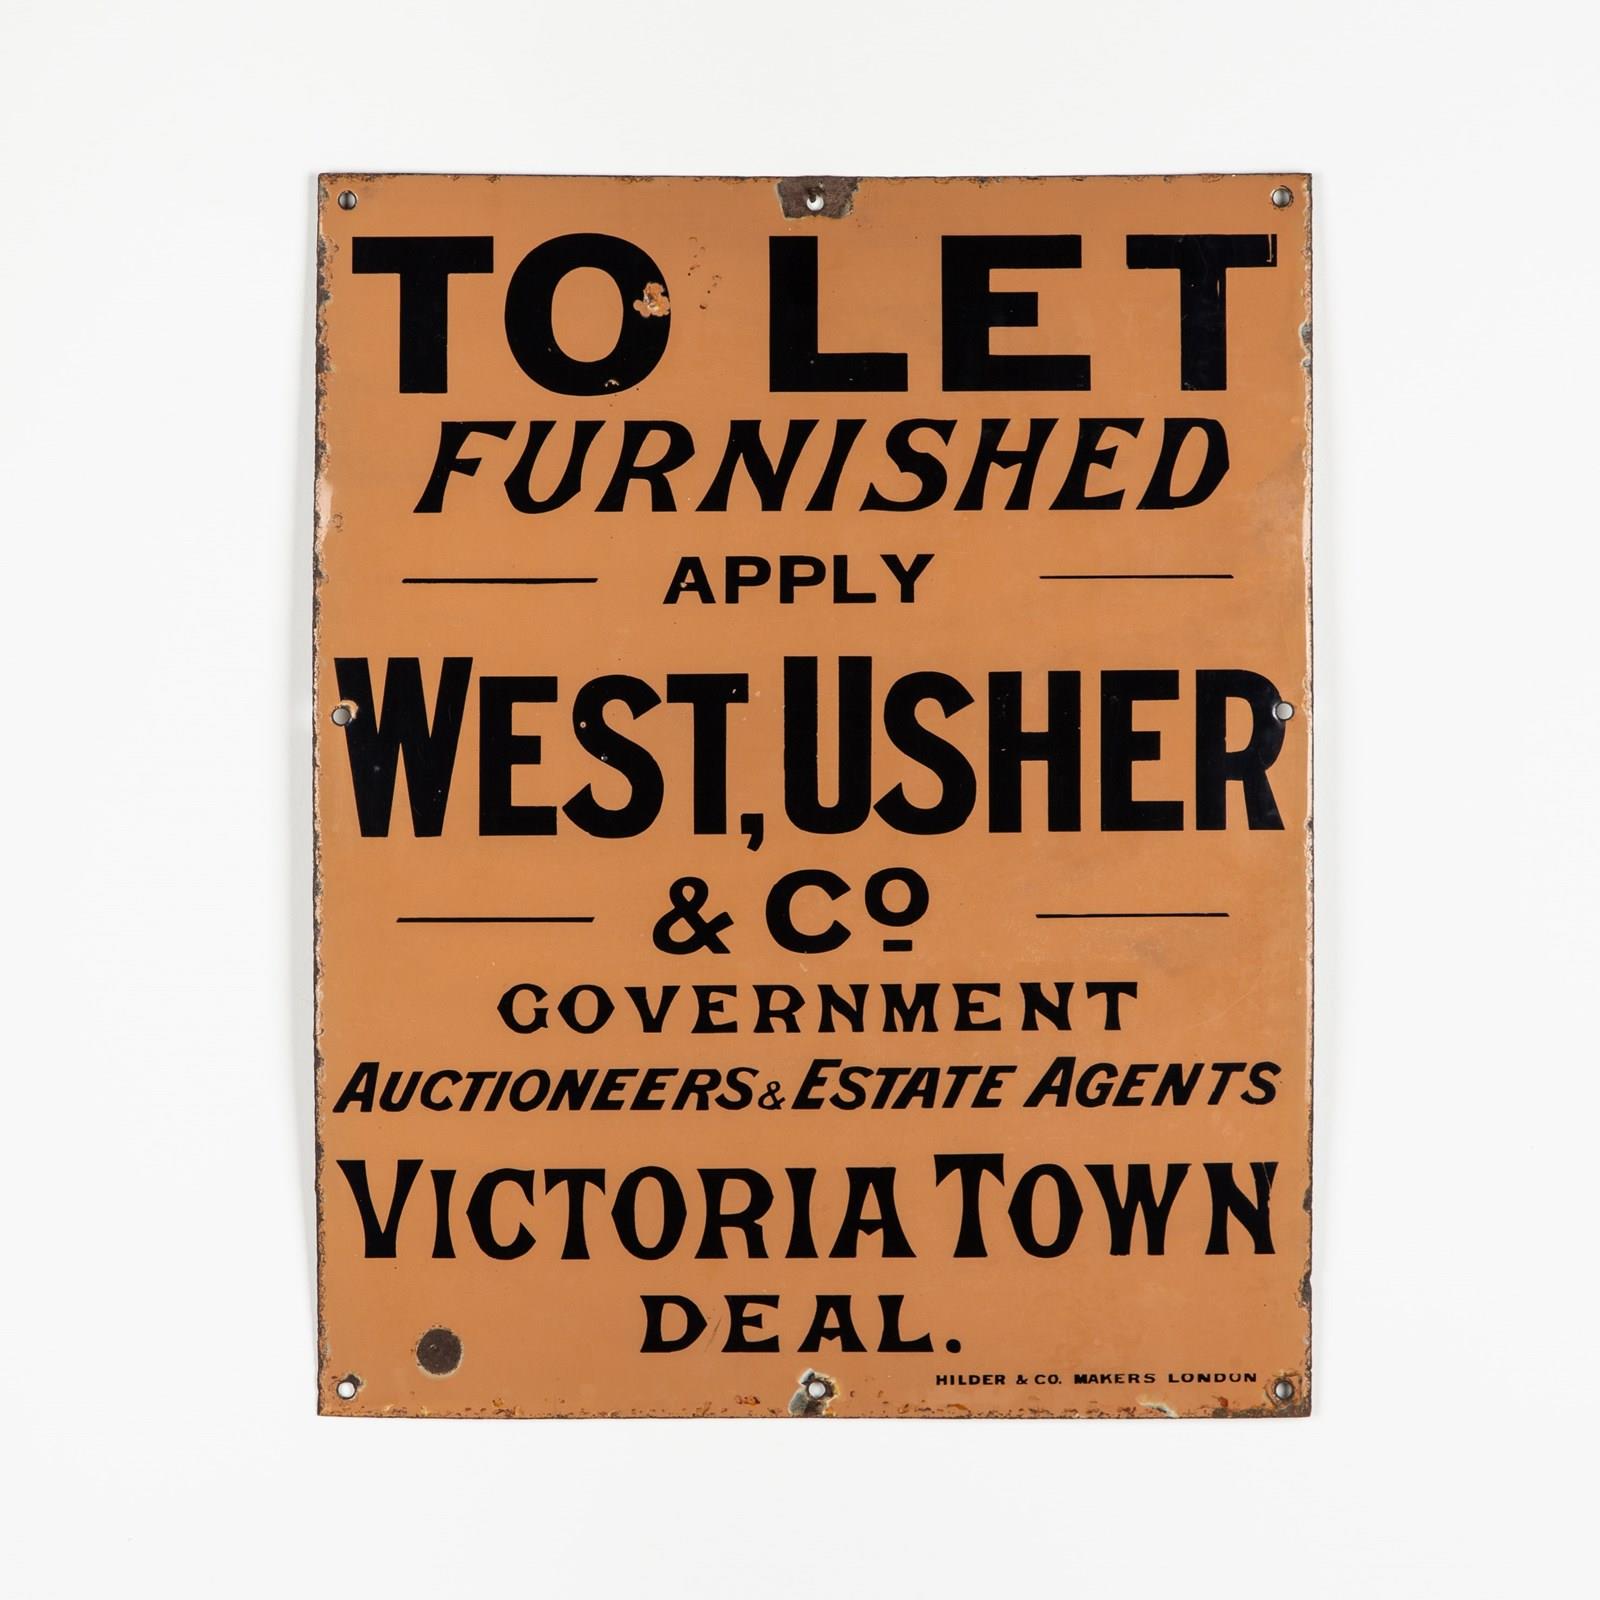 TO LET
FURNISHED
APPLY
WEST, USHER
& Cº
GOVERNMENT
AUCTIONEERS & ESTATE AGENTS
VICTORIA TOWN
DEAL.
HILDER & CO. MAKERS LONDON